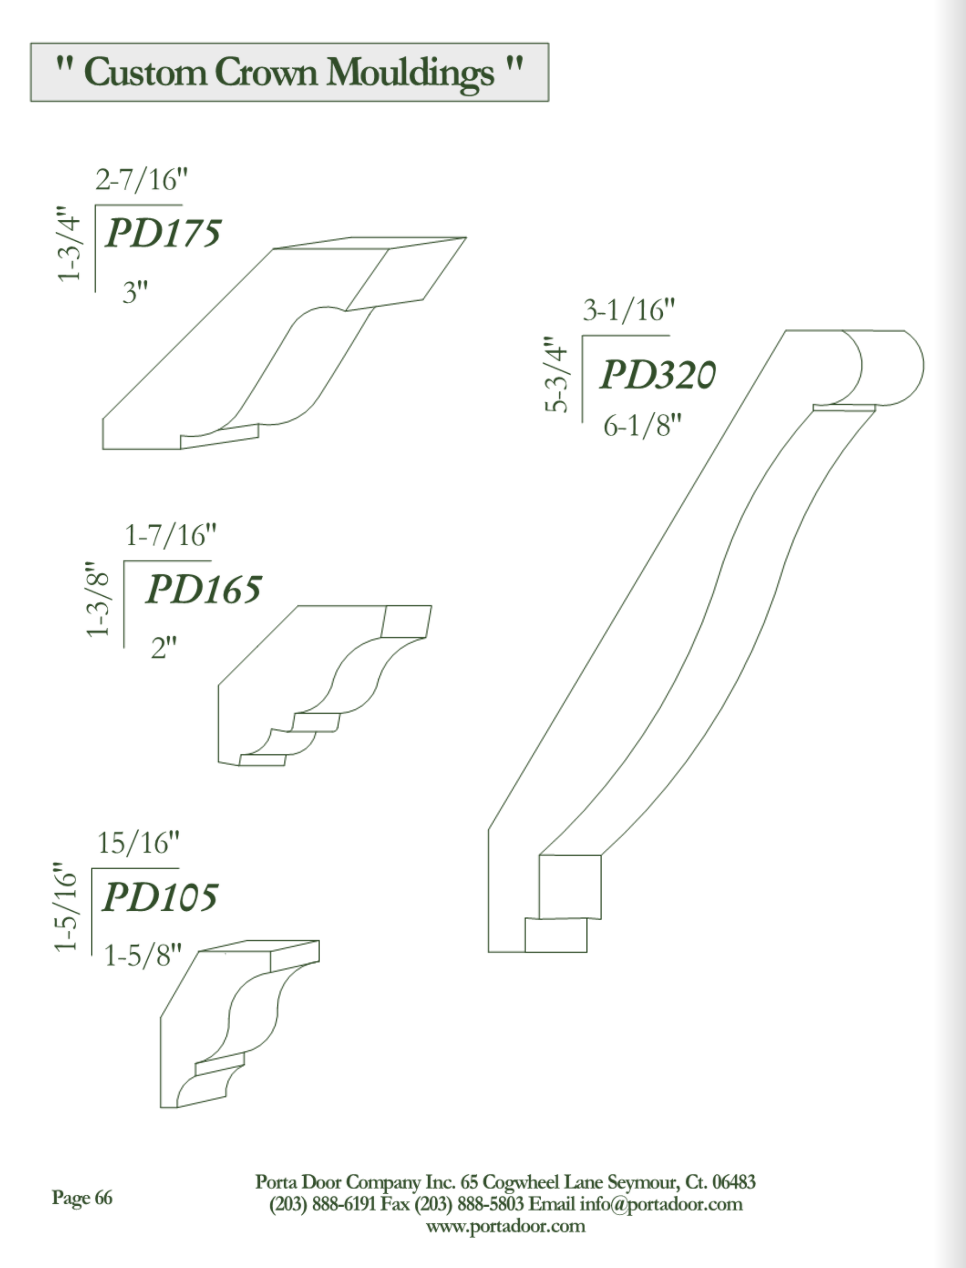 " Custom Crown Mouldings "
2-7/16"
1-3/4"
PD175
3"
3-1/16"
5-3/4"
PD320
6-1/8"
1-7/16"
1-3/8"
PD165
2"
15/16"
1-5/16"
PD105
1-5/8"
Porta Door Company Inc. 65 Cogwheel Lane Seymour, Ct. 06483
Page 66
(203) 888-6191 Fax (203) 888-5803 Email info@portadoor.com
www.portadoor.com